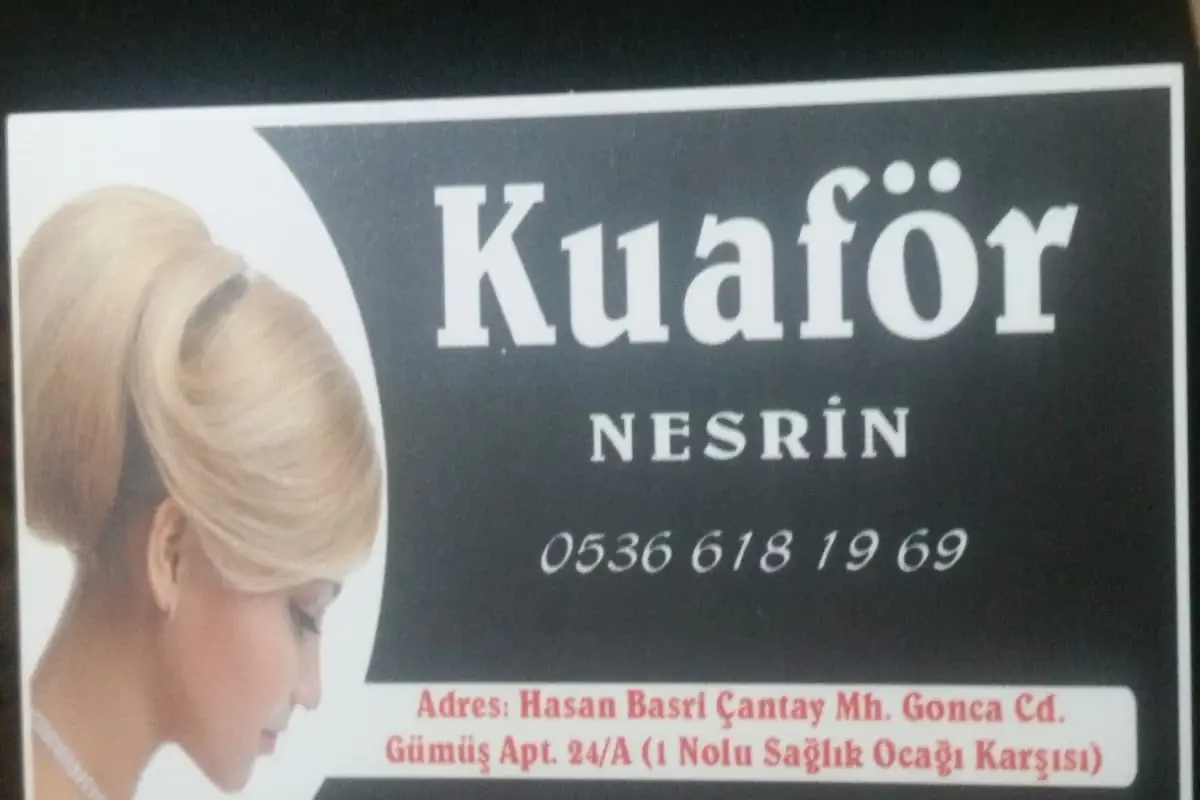 Kuaför
NESRİN
0536 618 19 69
Adres: Hasan Basri Çantay Mh. Gonca Cd.
Gümüş Apt. 24/A (1 Nolu Sağlık Ocağı Karşısı)